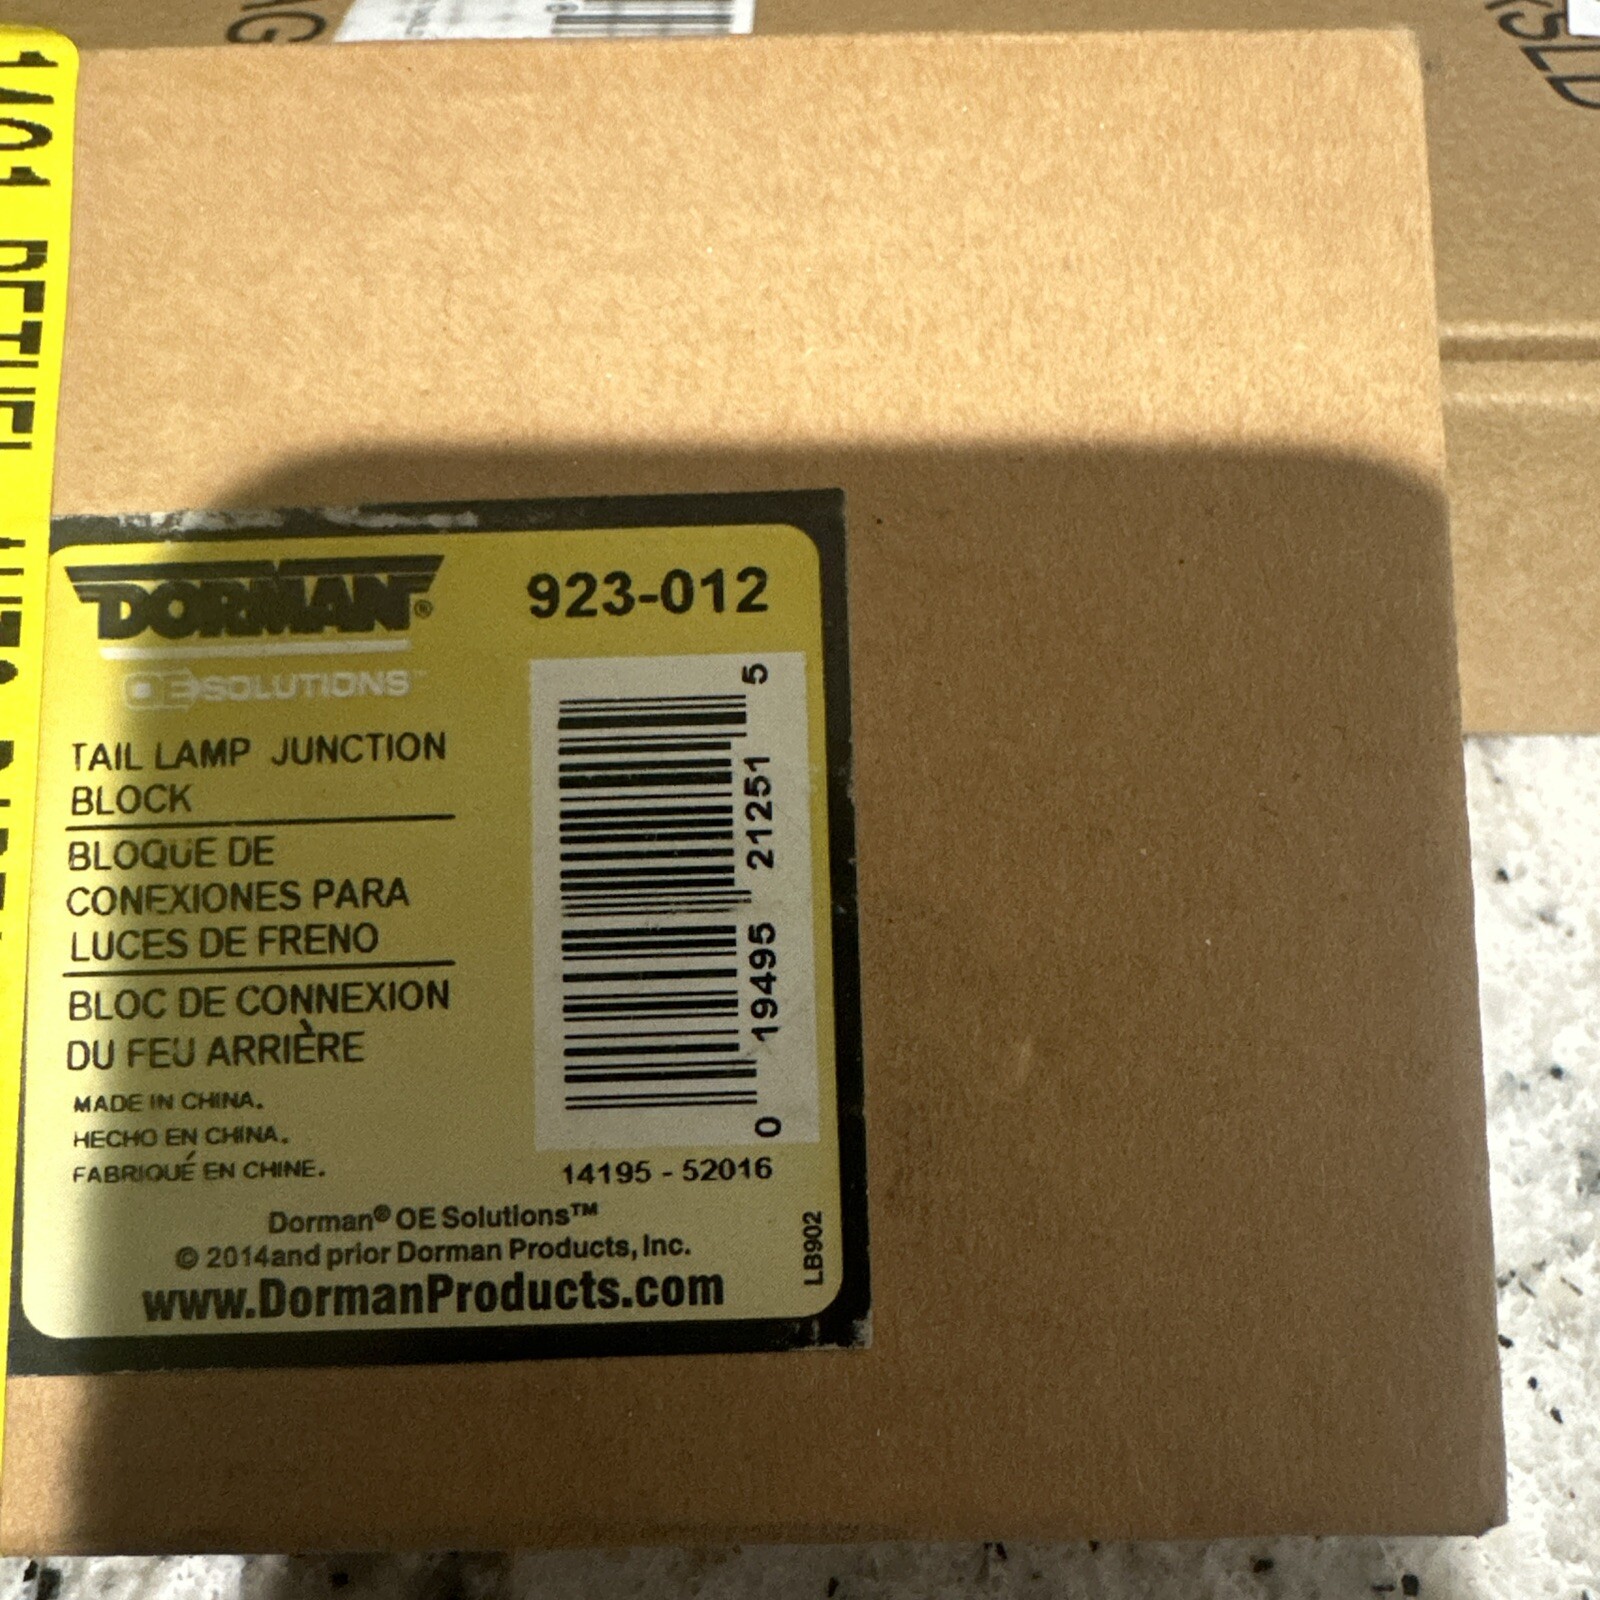 DORMAN®
OE SOLUTIONS™
923-012
TAIL LAMP JUNCTION
BLOCK
BLOQUE DE
CONEXIONES PARA
LUCES DE FRENO
BLOC DE CONNEXION
DU FEU ARRIÈRE
MADE IN CHINA.
HECHO EN CHINA.
FABRIQUÉ EN CHINE.
0 19495 21251 5
14195 - 52016
Dorman® OE Solutions™
© 2014and prior Dorman Products, Inc.
www.DormanProducts.com
LB902